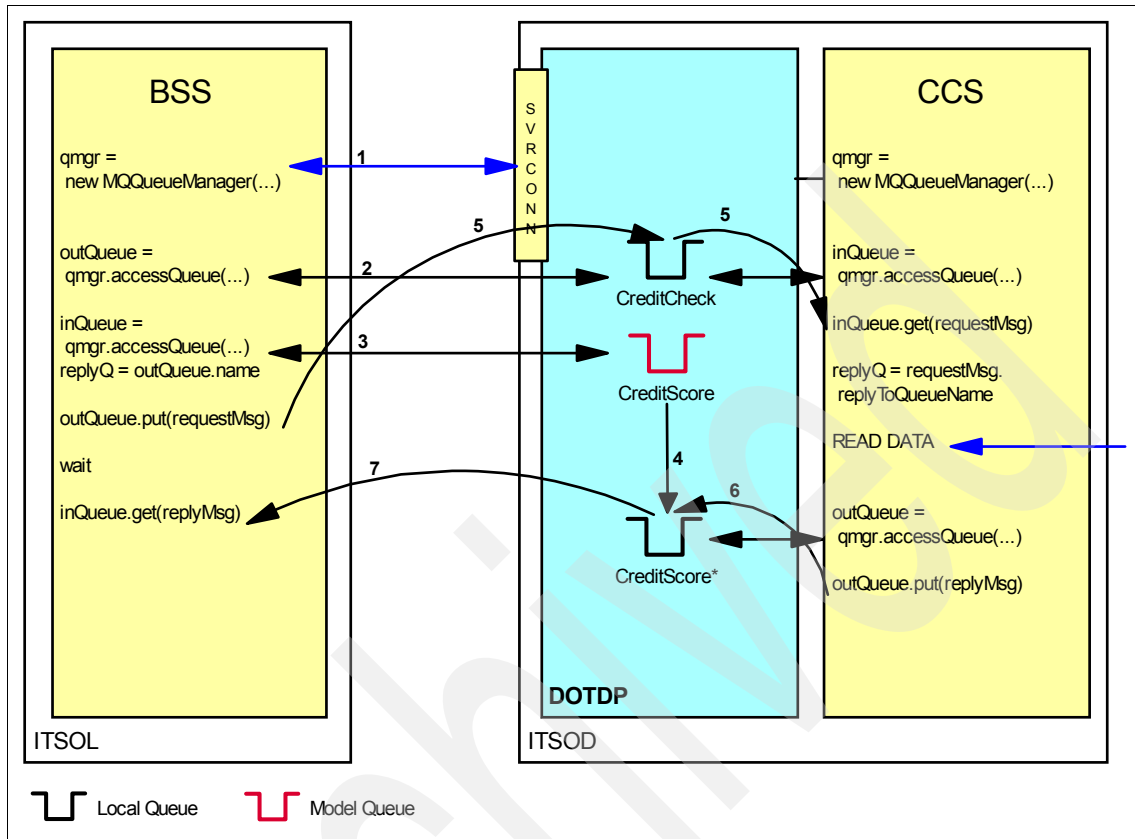 BSS
qmgr =
new MQQueueManager(...)
outQueue =
qmgr.accessQueue(...)
inQueue =
qmgr.accessQueue(...)
replyQ = outQueue.name
outQueue.put(requestMsg)
wait
inQueue.get(replyMsg)
ITSOL
1
2
3
5
7
SVRCONN
5
CreditCheck
CreditScore
4
6
CreditScore*
DOTDP
ITSOD
CCS
qmgr =
new MQQueueManager(...)
inQueue =
qmgr.accessQueue(...)
inQueue.get(requestMsg)
replyQ = requestMsg.
replyToQueueName
READ DATA
outQueue =
qmgr.accessQueue(...)
outQueue.put(replyMsg)
Local Queue
Model Queue